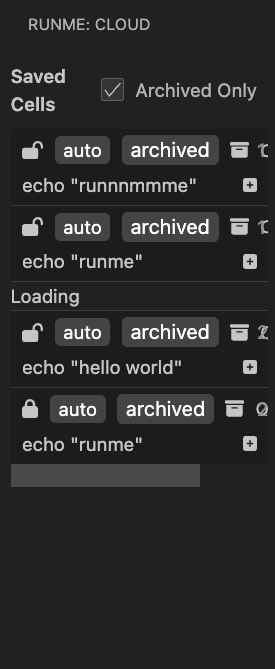 RUNME: CLOUD
Saved Cells
Archived Only
auto archived
echo "runnnmmme"
auto archived
echo "runme"
Loading
auto archived
echo "hello world"
auto archived
echo "runme"